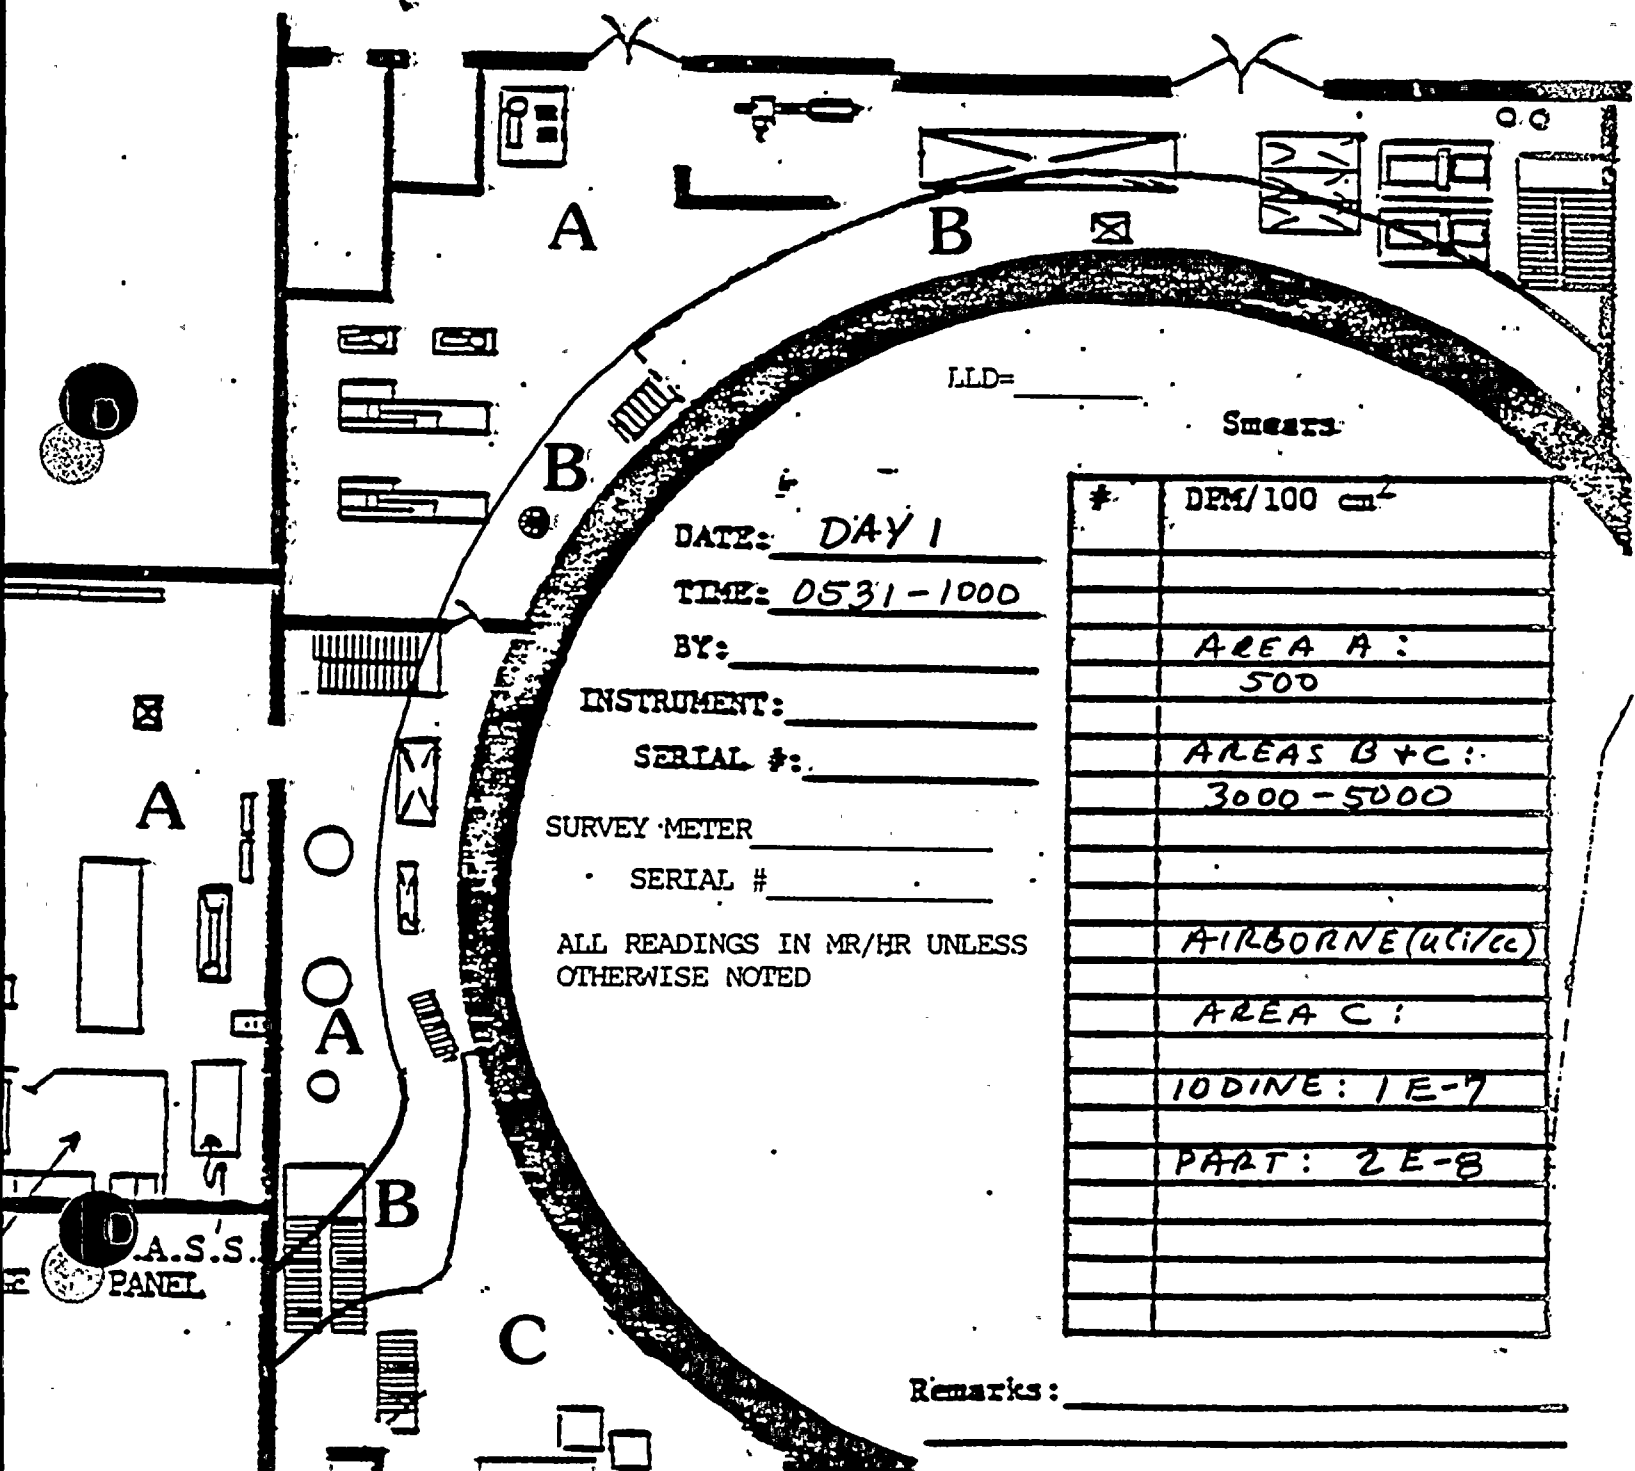 A
B
LLD=
Smears
B
# DPM/100 cm²
DATE: DAY 1
TIME: 0531-1000
BY:
AREA A:
500
INSTRUMENT:
AREAS B + C:
SERIAL #:
3000-5000
A
SURVEY METER
SERIAL #
AIRBORNE (uCi/cc)
ALL READINGS IN MR/HR UNLESS
OTHERWISE NOTED
AREA C:
A
IODINE: 1E-7
PART: 2E-8
B
.A.S.S.
PANEL
C
Remarks: